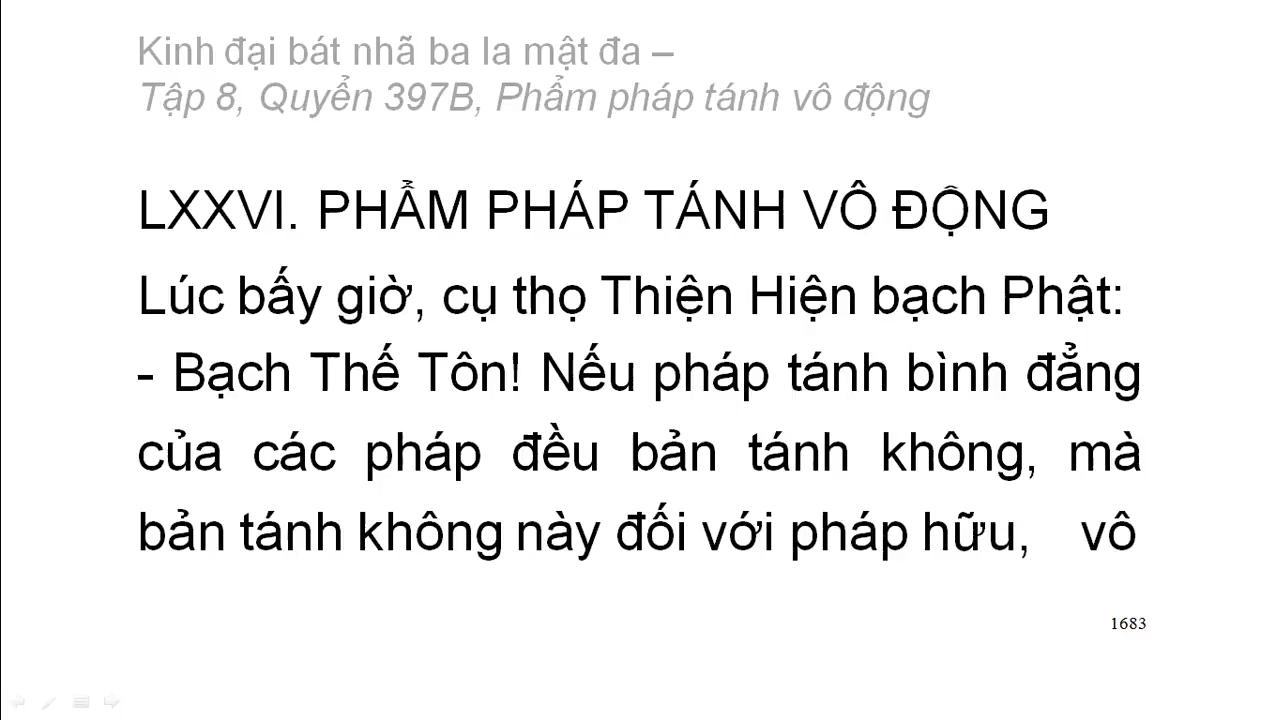 Kinh đại bát nhã ba la mật đa –
Tập 8, Quyển 397B, Phẩm pháp tánh vô động
LXXVI. PHẨM PHÁP TÁNH VÔ ĐỘNG
Lúc bấy giờ, cụ thọ Thiện Hiện bạch Phật:
- Bạch Thế Tôn! Nếu pháp tánh bình đẳng
của các pháp đều bản tánh không, mà
bản tánh không này đối với pháp hữu, vô
1683